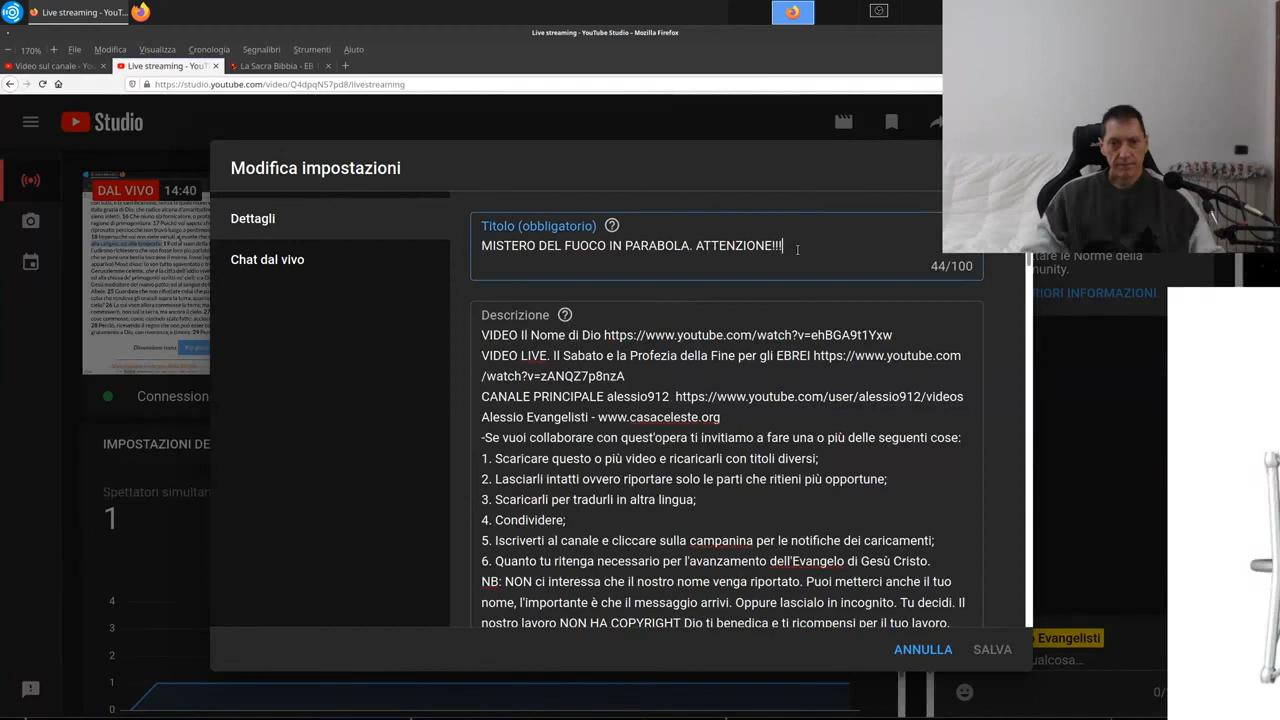 Live streaming - YouT...
Live streaming - YouTube Studio — Mozilla Firefox
170%
File
Modifica
Visualizza
Cronologia
Segnalibri
Strumenti
Aiuto
Video sul canale - YouT
Live streaming - YouT
La Sacra Bibbia - EB
https://studio.youtube.com/video/Q4dpqN57pd8/livestreaming
Studio
DAL VIVO 14:40
Connession
IMPOSTAZIONI DE
Spettatori simultan
1
4
3
2
1
0
Modifica impostazioni
Dettagli
Chat dal vivo
Titolo (obbligatorio)
MISTERO DEL FUOCO IN PARABOLA. ATTENZIONE!!!
44/100
Descrizione
VIDEO Il Nome di Dio https://www.youtube.com/watch?v=ehBGA9t1Yxw
VIDEO LIVE. Il Sabato e la Profezia della Fine per gli EBREI https://www.youtube.com
/watch?v=zANQZ7p8nzA
CANALE PRINCIPALE alessio912  https://www.youtube.com/user/alessio912/videos
Alessio Evangelisti - www.casaceleste.org
-Se vuoi collaborare con quest'opera ti invitiamo a fare una o più delle seguenti cose:
1. Scaricare questo o più video e ricaricarli con titoli diversi;
2. Lasciarli intatti ovvero riportare solo le parti che ritieni più opportune;
3. Scaricarli per tradurli in altra lingua;
4. Condividere;
5. Iscriverti al canale e cliccare sulla campanina per le notifiche dei caricamenti;
6. Quanto tu ritenga necessario per l'avanzamento dell'Evangelo di Gesù Cristo.
NB: NON ci interessa che il nostro nome venga riportato. Puoi metterci anche il tuo
nome, l'importante è che il messaggio arrivi. Oppure lascialo in incognito. Tu decidi. Il
nostro lavoro NON HA COPYRIGHT Dio ti benedica e ti ricompensi per il tuo lavoro.
ANNULLA
SALVA
tare le Norme della
munity.
RIORI INFORMAZIONI
Evangelisti
ualcosa...
0/